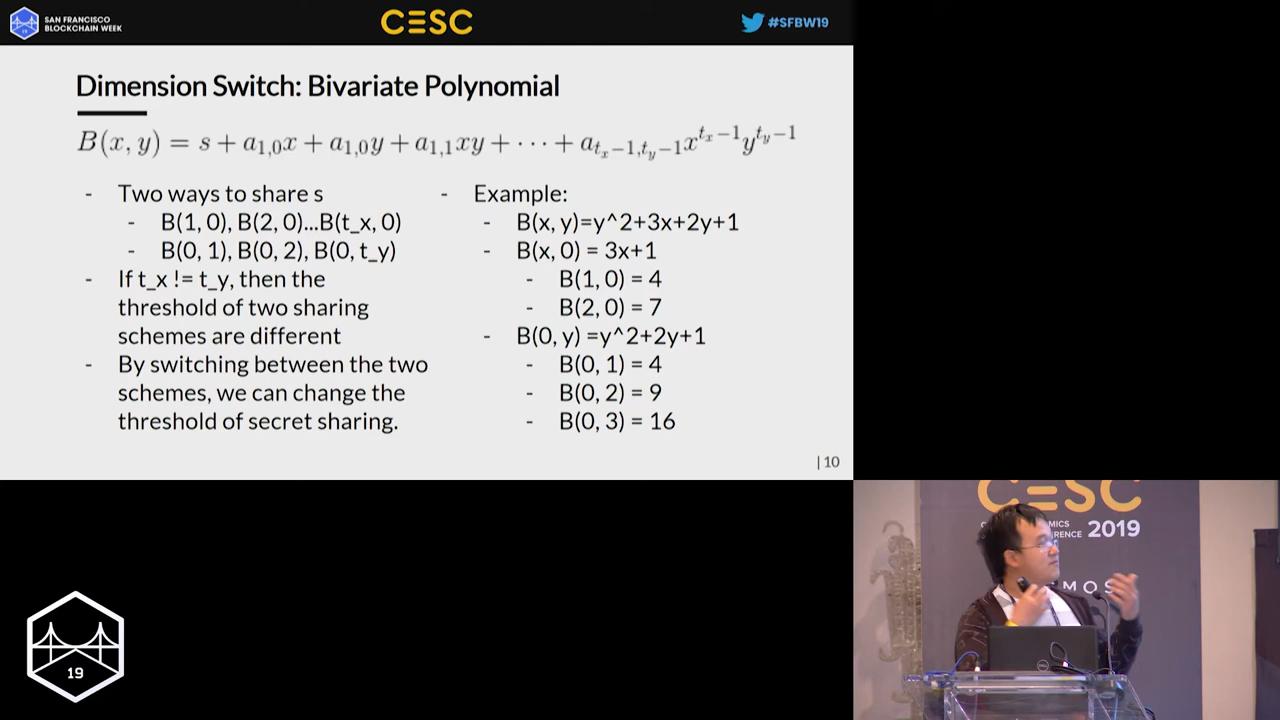 SAN FRANCISCO
BLOCKCHAIN WEEK
19
CESC
#SFBW19
Dimension Switch: Bivariate Polynomial
B(x, y) = s + a_{1,0}x + a_{1,0}y + a_{1,1}xy + ··· + a_{t_x−1,t_y−1}x^{t_x−1}y^{t_y−1}
- Two ways to share s
- B(1, 0), B(2, 0)...B(t_x, 0)
- B(0, 1), B(0, 2), B(0, t_y)
- If t_x != t_y, then the
threshold of two sharing
schemes are different
- By switching between the two
schemes, we can change the
threshold of secret sharing.
- Example:
- B(x, y)=y^2+3x+2y+1
- B(x, 0) = 3x+1
- B(1, 0) = 4
- B(2, 0) = 7
- B(0, y) =y^2+2y+1
- B(0, 1) = 4
- B(0, 2) = 9
- B(0, 3) = 16
| 10
CESC
2019
19